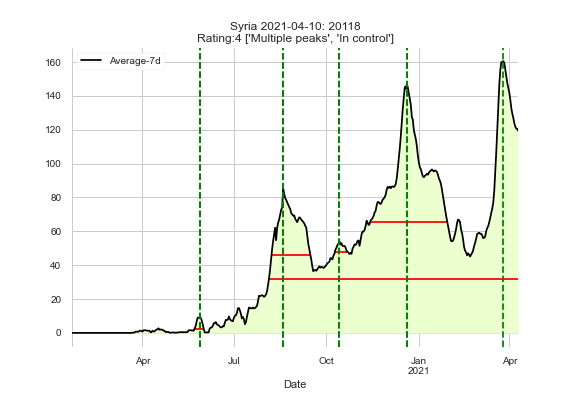 Syria 2021-04-10: 20118
Rating:4 ['Multiple peaks', 'In control']
Average-7d
160
140
120
100
80
60
40
20
0
Apr
Jul
Oct
Jan
2021
Apr
Date